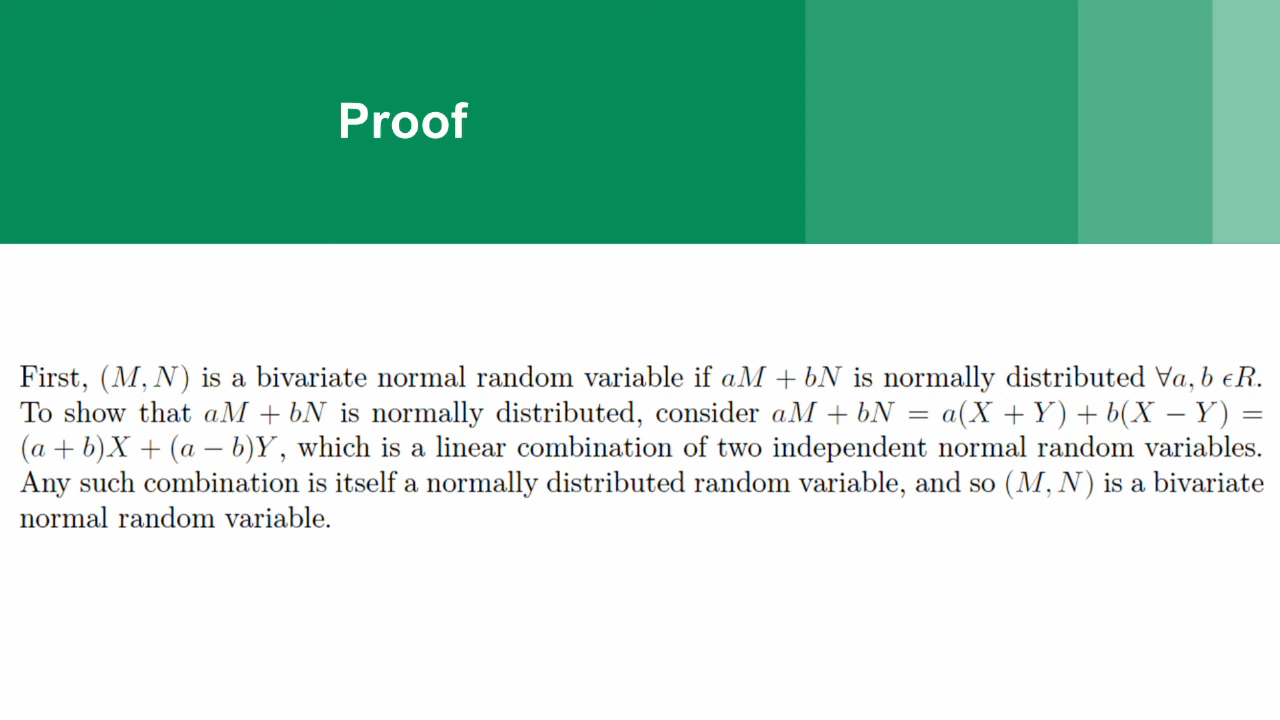 Proof
First, (M, N) is a bivariate normal random variable if aM + bN is normally distributed ∀a, b ϵR.
To show that aM + bN is normally distributed, consider aM + bN = a(X + Y) + b(X − Y) =
(a + b)X + (a − b)Y, which is a linear combination of two independent normal random variables.
Any such combination is itself a normally distributed random variable, and so (M, N) is a bivariate
normal random variable.